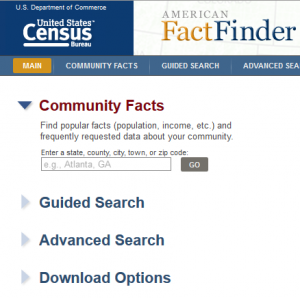 U.S. Department of Commerce
United States™
Census
Bureau
AMERICAN
FactFinder
MAIN COMMUNITY FACTS GUIDED SEARCH ADVANCED SEA
Community Facts
Find popular facts (population, income, etc.) and
frequently requested data about your community.
Enter a state, county, city, town, or zip code:
e.g., Atlanta, GA GO
Guided Search
Advanced Search
Download Options